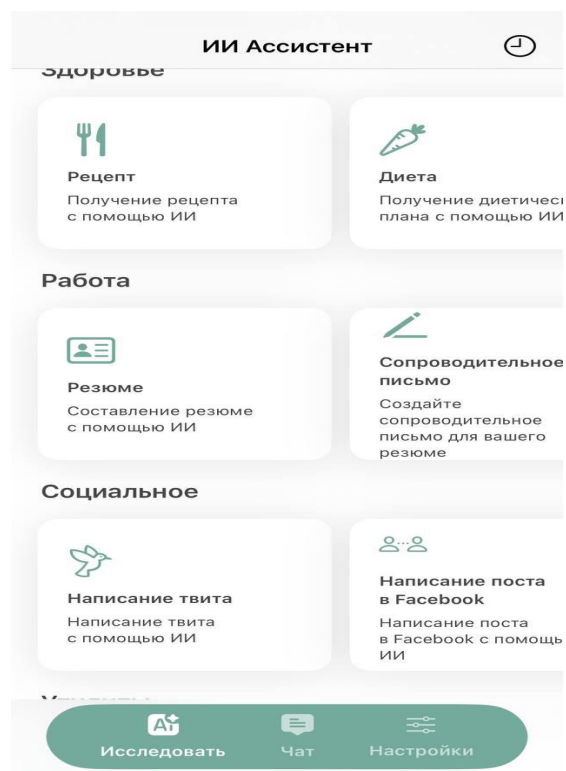 ИИ Ассистент
Здоровье
Рецепт
Получение рецепта
с помощью ИИ
Диета
Получение диетичес
плана с помощью ИИ
Работа
Резюме
Составление резюме
с помощью ИИ
Сопроводительное
письмо
Создайте
сопроводительное
письмо для вашего
резюме
Социальное
Написание твита
Написание твита
с помощью ИИ
Написание поста
в Facebook
Написание поста
в Facebook с помощь
ИИ
Ai
Исследовать
Чат
Настройки